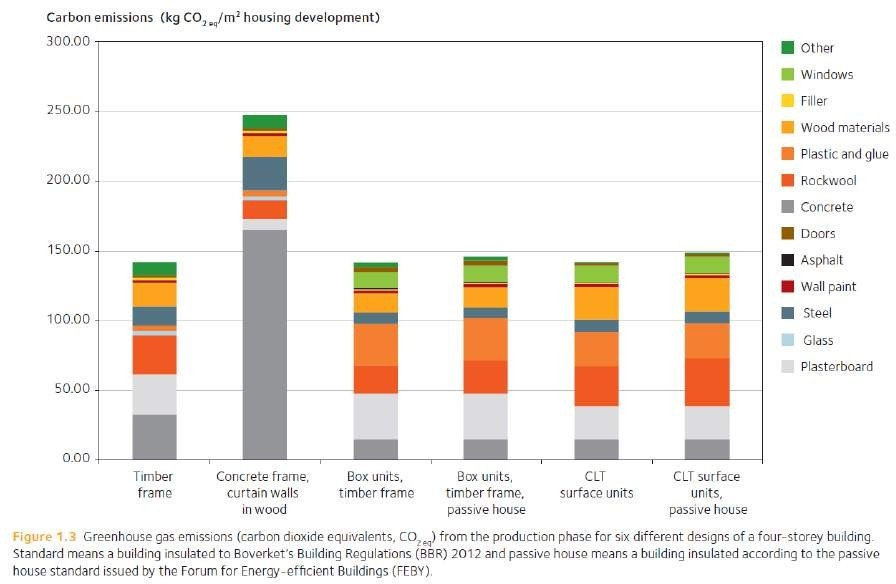 Carbon emissions (kg CO2 eq/m2 housing development)
300.00
250.00
200.00
150.00
100.00
50.00
0.00
Timber
frame
Concrete frame,
curtain walls
in wood
Box units,
timber frame
Box units,
timber frame,
passive house
CLT
surface units
CLT surface
units,
passive house
Other
Windows
Filler
Wood materials
Plastic and glue
Rockwool
Concrete
Doors
Asphalt
Wall paint
Steel
Glass
Plasterboard
Figure 1.3 Greenhouse gas emissions (carbon dioxide equivalents, CO2 eq) from the production phase for six different designs of a four-storey building.
Standard means a building insulated to Boverket's Building Regulations (BBR) 2012 and passive house means a building insulated according to the passive
house standard issued by the Forum for Energy-efficient Buildings (FEBY).